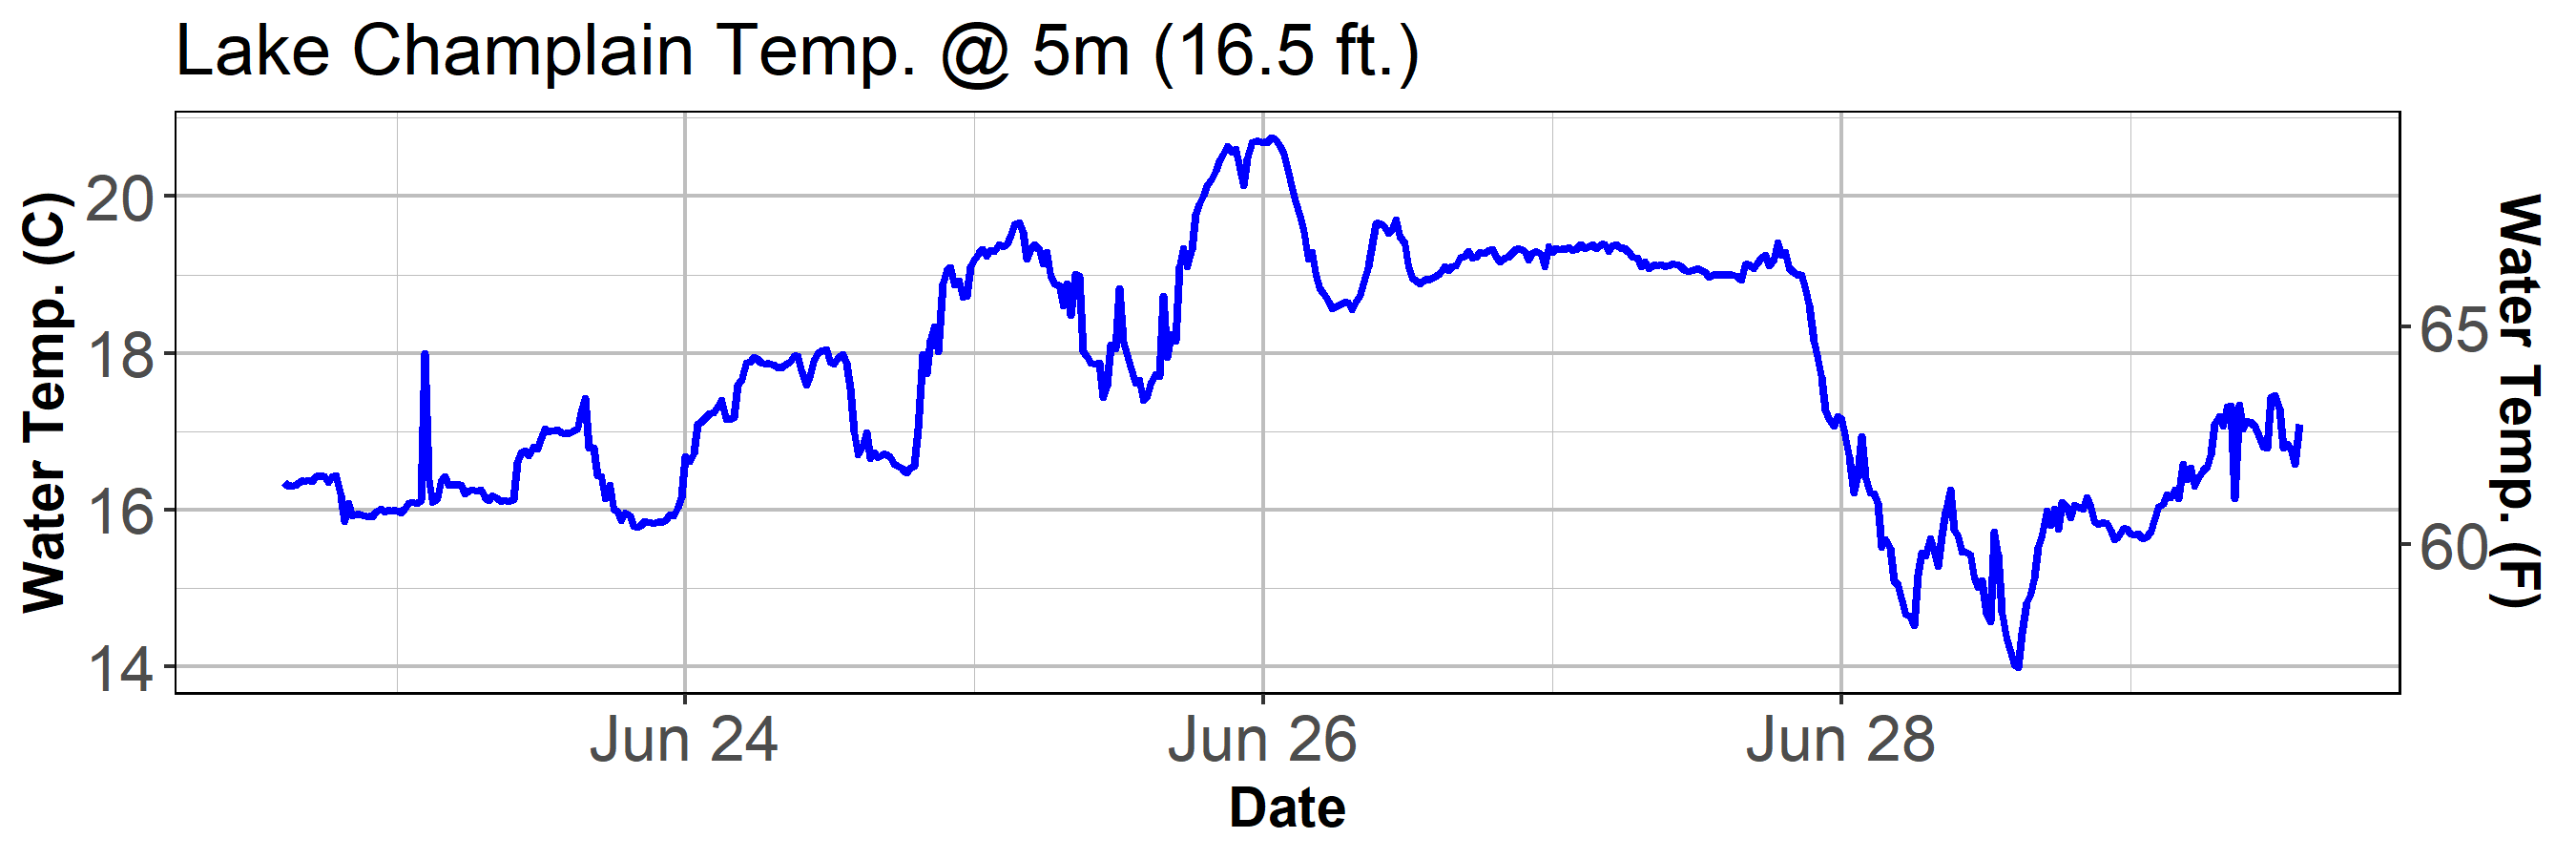 Lake Champlain Temp. @ 5m (16.5 ft.)
Water Temp. (C)
20
18
16
14
65
60
Water Temp. (F)
Jun 24
Jun 26
Jun 28
Date